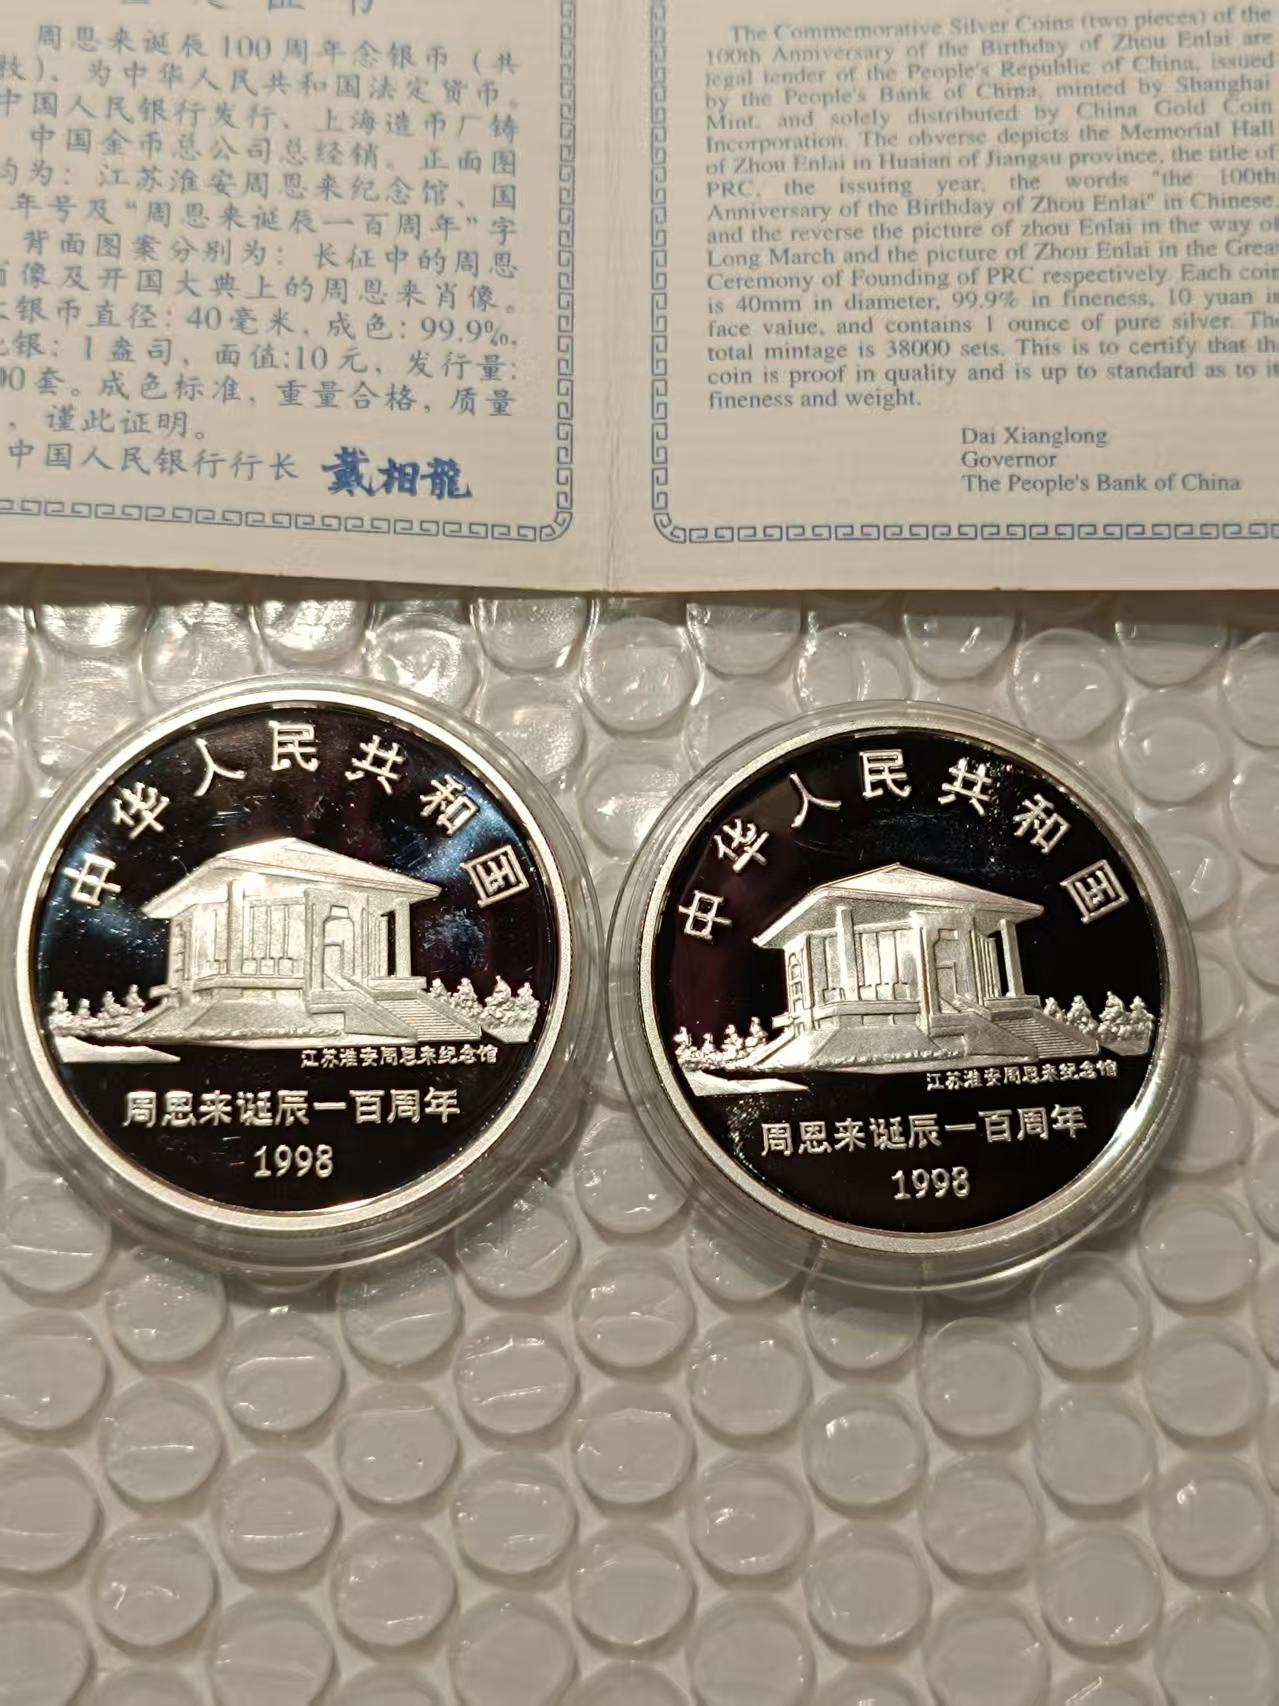 周恩来诞辰100周年念银币（共
枚）、为中华人民共和国法定货币。
中国人民银行发行、上海造币厂铸
中国金币总公司总经销。正面图
均为：江苏淮安周恩来纪念馆、国
年号及“周恩来诞辰一百周年”字
背面图案分别为：长征中的周恩
肖像及开国大典上的周恩来肖像。
银币直径：40毫米，成色：99.9%，
银：1盎司，面值:10元，发行量：
00套。成色标准，重量合格，质量
，谨此证明。
中国人民银行行长 戴相龍
The Commemorative Silver Coins (two pieces) of the
100th Anniversary of the Birthday of Zhou Enlai are
legal tender of the People's Republic of China, issued
by the People's Bank of China, minted by Shanghai
Mint, and solely distributed by China Gold Coin
Incorporation. The obverse depicts the Memorial Hall
of Zhou Enlai in Huaian of Jiangsu province, the title of
PRC, the issuing year, the words "the 100th
Anniversary of the Birthday of Zhou Enlai" in Chinese,
and the reverse the picture of zhou Enlai in the way of
Long March and the picture of Zhou Enlai in the Great
Ceremony of Founding of PRC respectively. Each coin
is 40mm in diameter, 99.9% in fineness, 10 yuan in
face value, and contains 1 ounce of pure silver. The
total mintage is 38000 sets. This is to certify that the
coin is proof in quality and is up to standard as to it
fineness and weight.
Dai Xianglong
Governor
The People's Bank of China
中华人民共和国
江苏淮安周恩来纪念馆
周恩来诞辰一百周年
1998
中华人民共和国
江苏淮安周恩来纪念馆
周恩来诞辰一百周年
1998